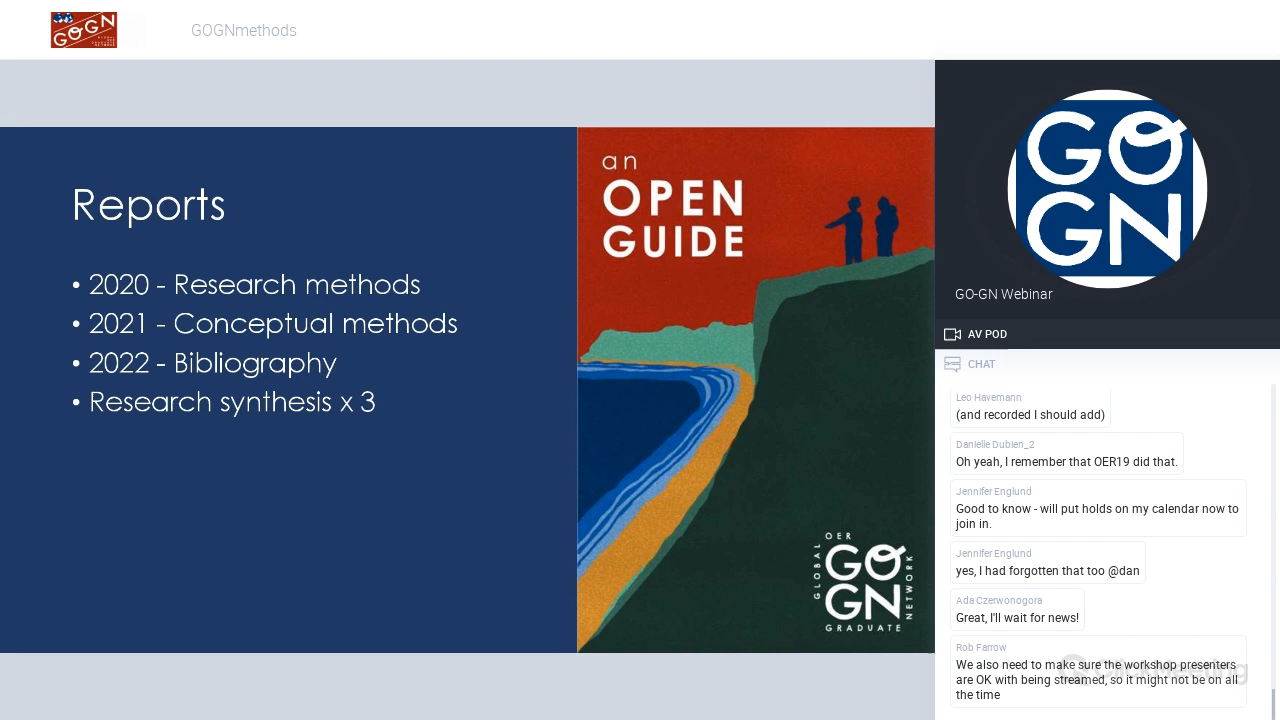 GOGN
GOGNmethods
Reports
• 2020 - Research methods
• 2021 - Conceptual methods
• 2022 - Bibliography
• Research synthesis x 3
an
OPEN
GUIDE
GLOBAL
OER
GO
GN
NETWORK
GRADUATE
GO
GN
GO-GN Webinar
AV POD
CHAT
Leo Havemann
(and recorded I should add)
Danielle Dubien_2
Oh yeah, I remember that OER19 did that.
Jennifer Englund
Good to know - will put holds on my calendar now to
join in.
Jennifer Englund
yes, I had forgotten that too @dan
Ada Czerwonogora
Great, I'll wait for news!
Rob Farrow
We also need to make sure the workshop presenters
are OK with being streamed, so it might not be on all
the time
ClickMeeting